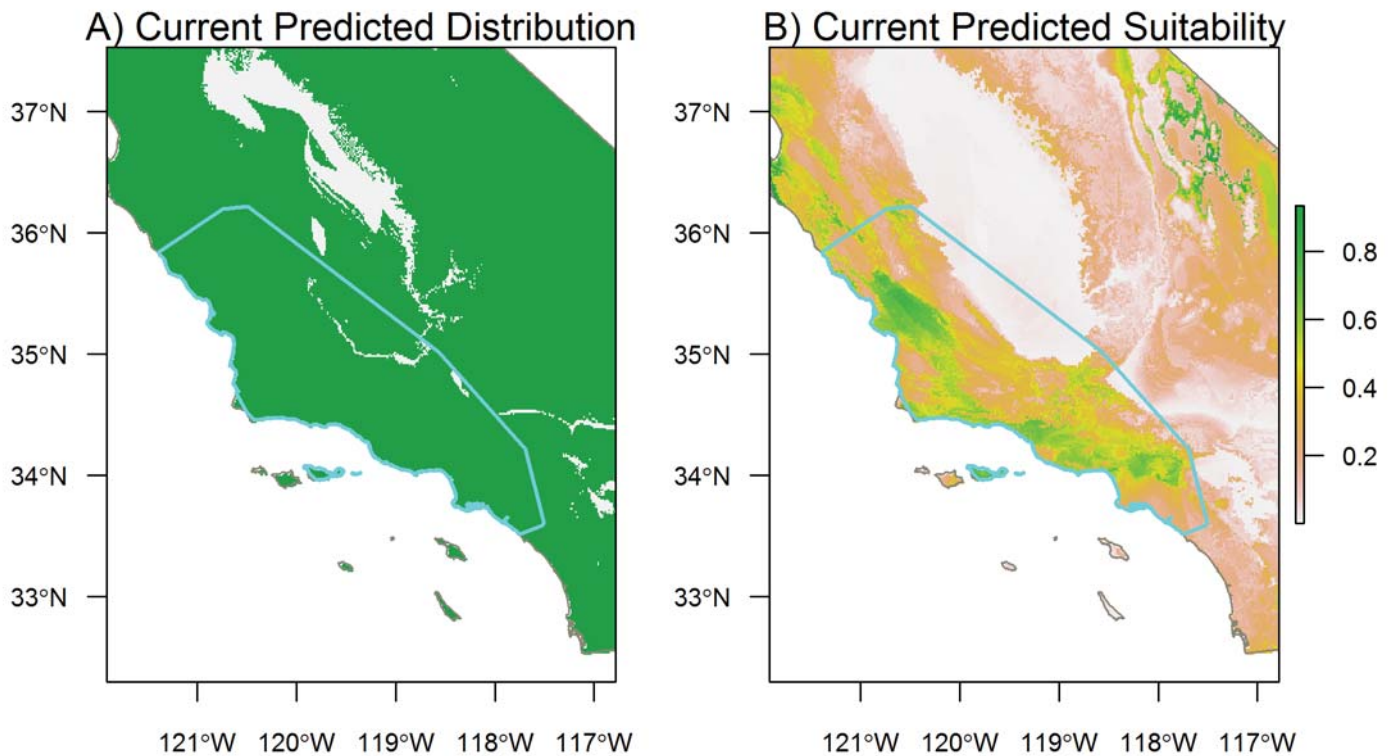 A) Current Predicted Distribution
B) Current Predicted Suitability
37°N
36°N
35°N
34°N
33°N
121°W 120°W 119°W 118°W 117°W
37°N
36°N
35°N
34°N
33°N
121°W 120°W 119°W 118°W 117°W
0.8
0.6
0.4
0.2